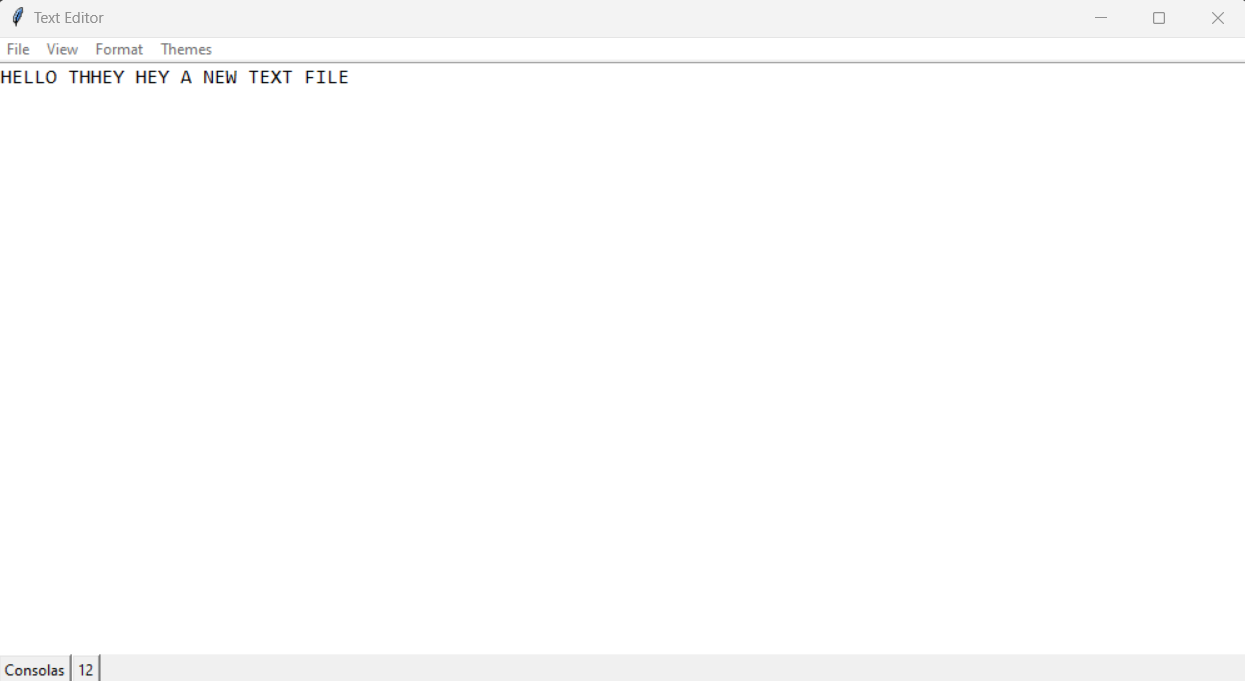 Text Editor
File View Format Themes
HELLO THHEY HEY A NEW TEXT FILE
Consolas 12